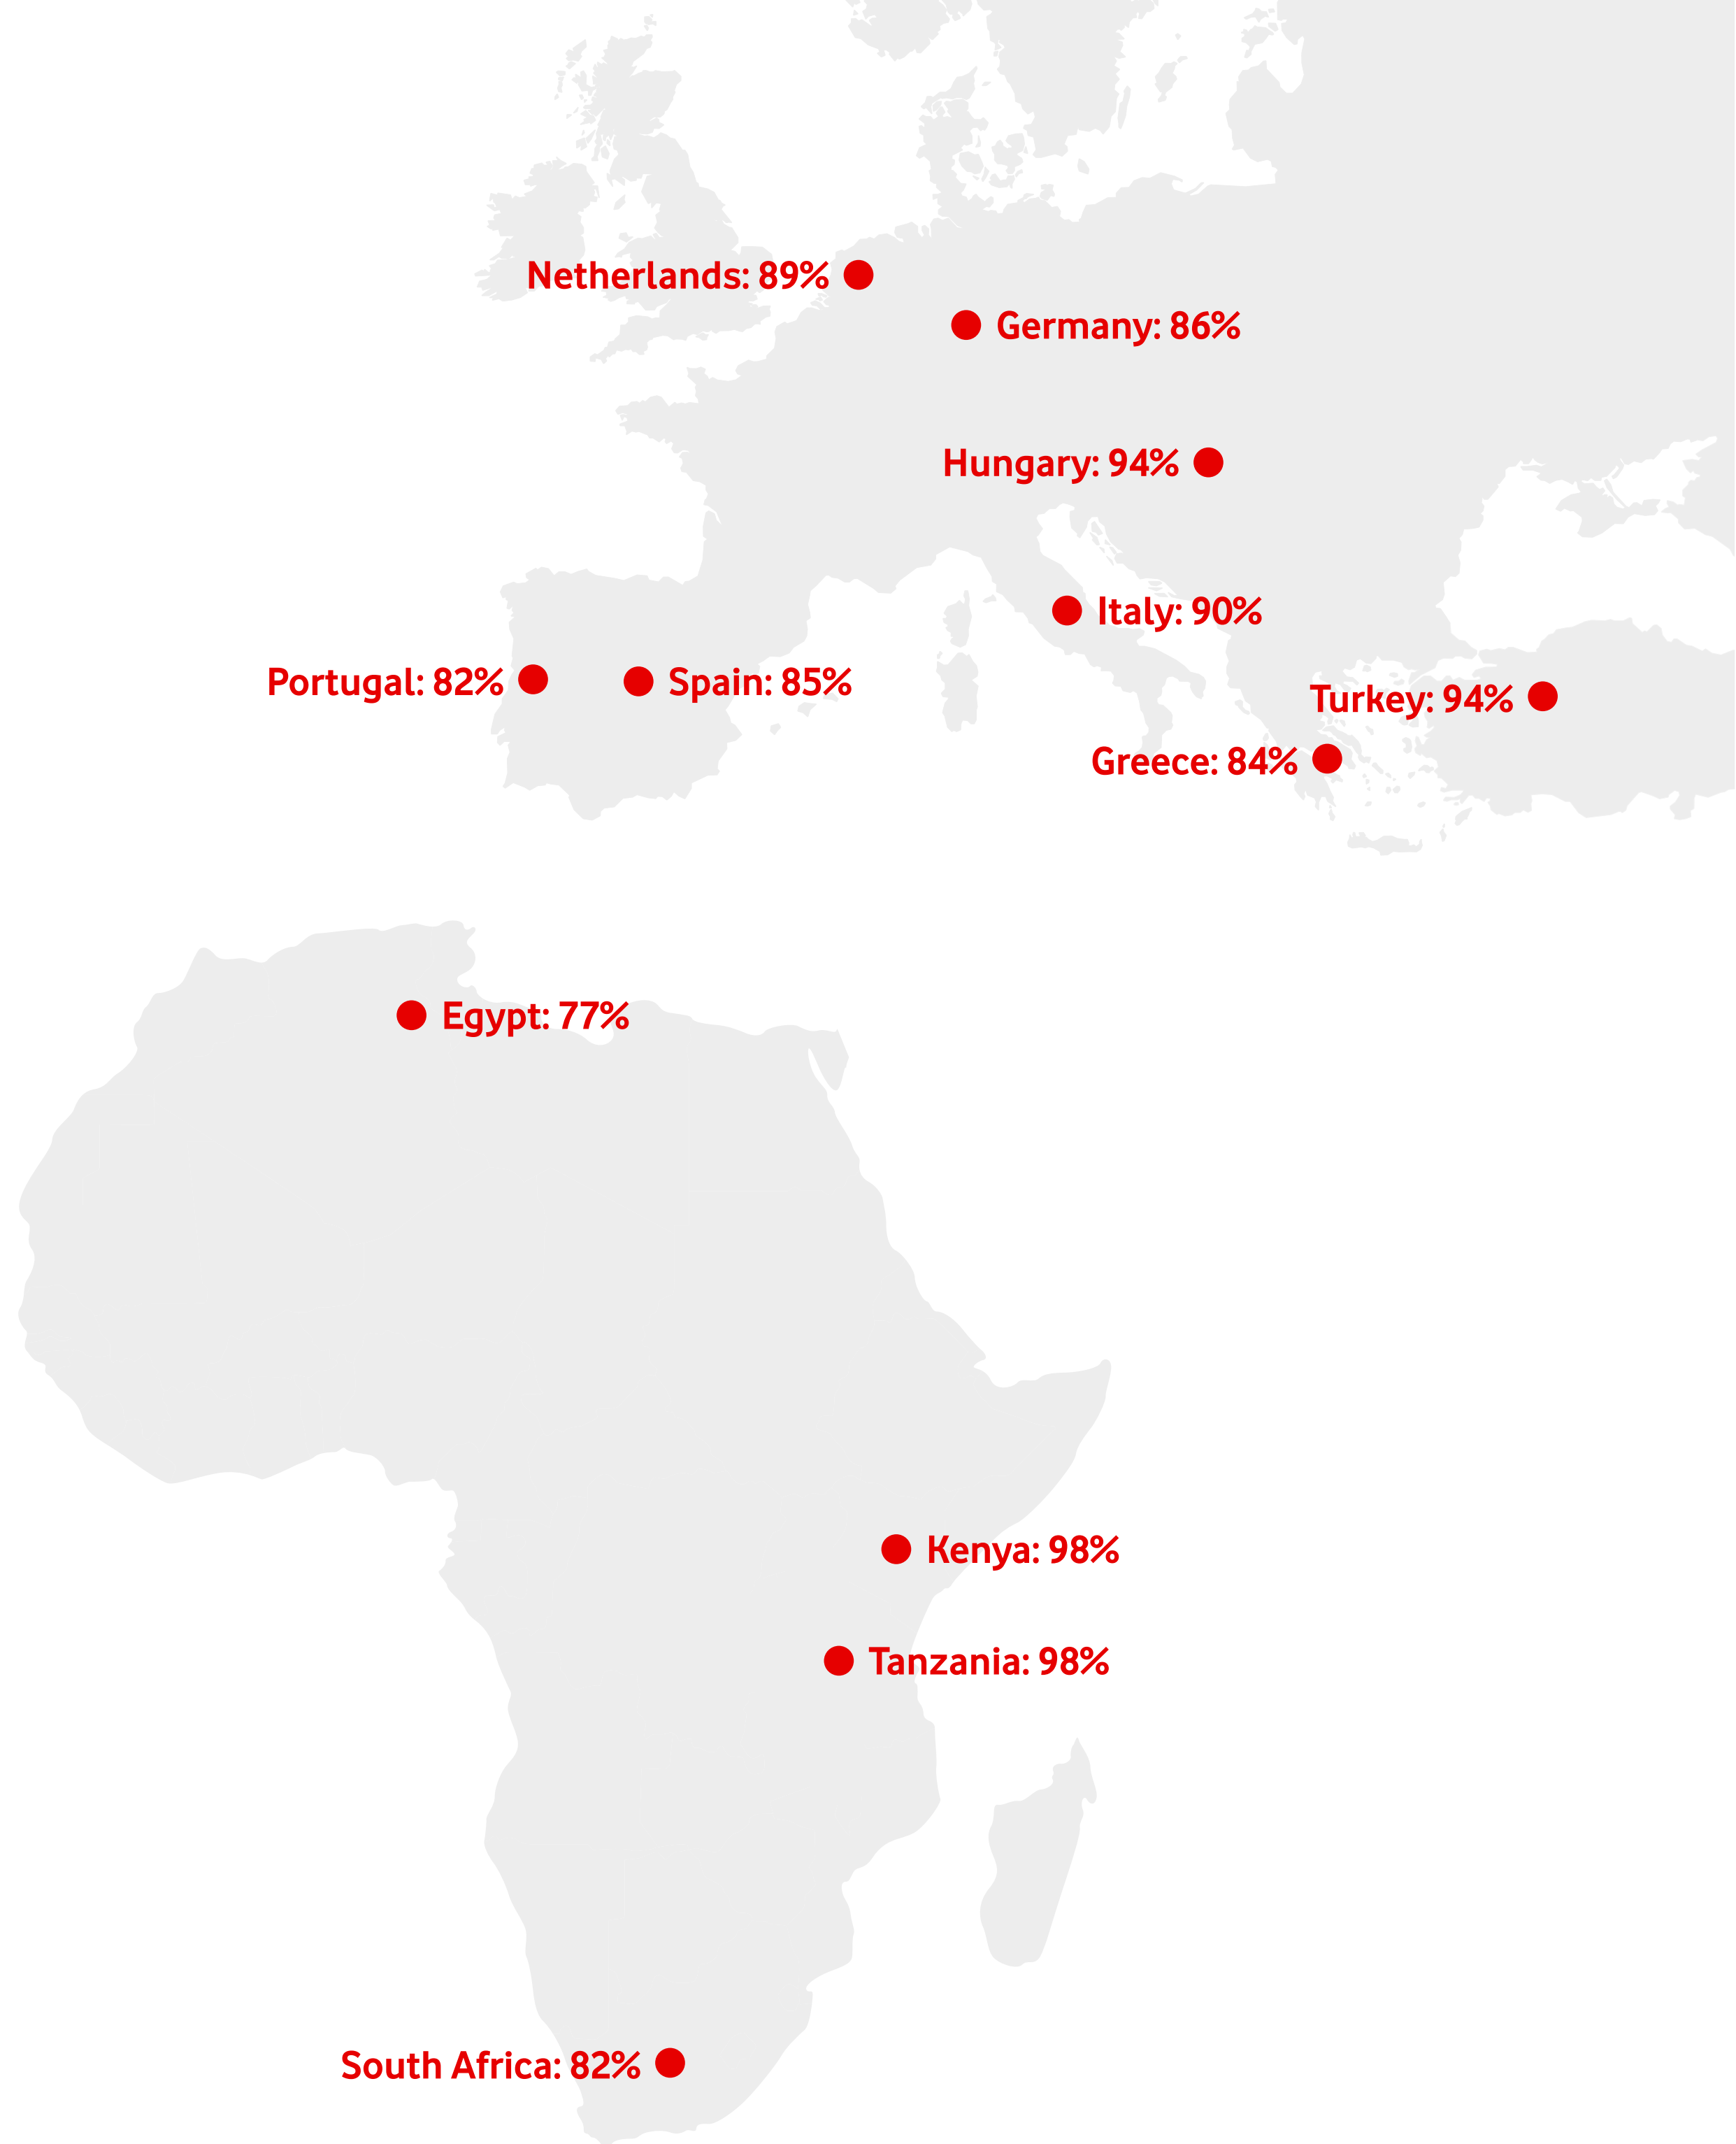 Netherlands: 89%
Germany: 86%
Hungary: 94%
Italy: 90%
Portugal: 82%
Spain: 85%
Turkey: 94%
Greece: 84%
Egypt: 77%
Kenya: 98%
Tanzania: 98%
South Africa: 82%